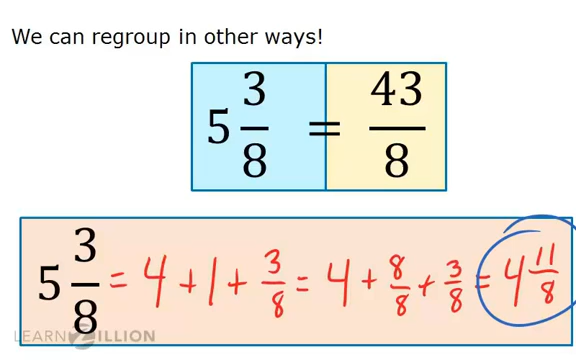 We can regroup in other ways!
5 3/8 = 43/8
5 3/8 = 4 + 1 + 3/8 = 4 + 8/8 + 3/8 = 4 11/8
LEARNZILLION